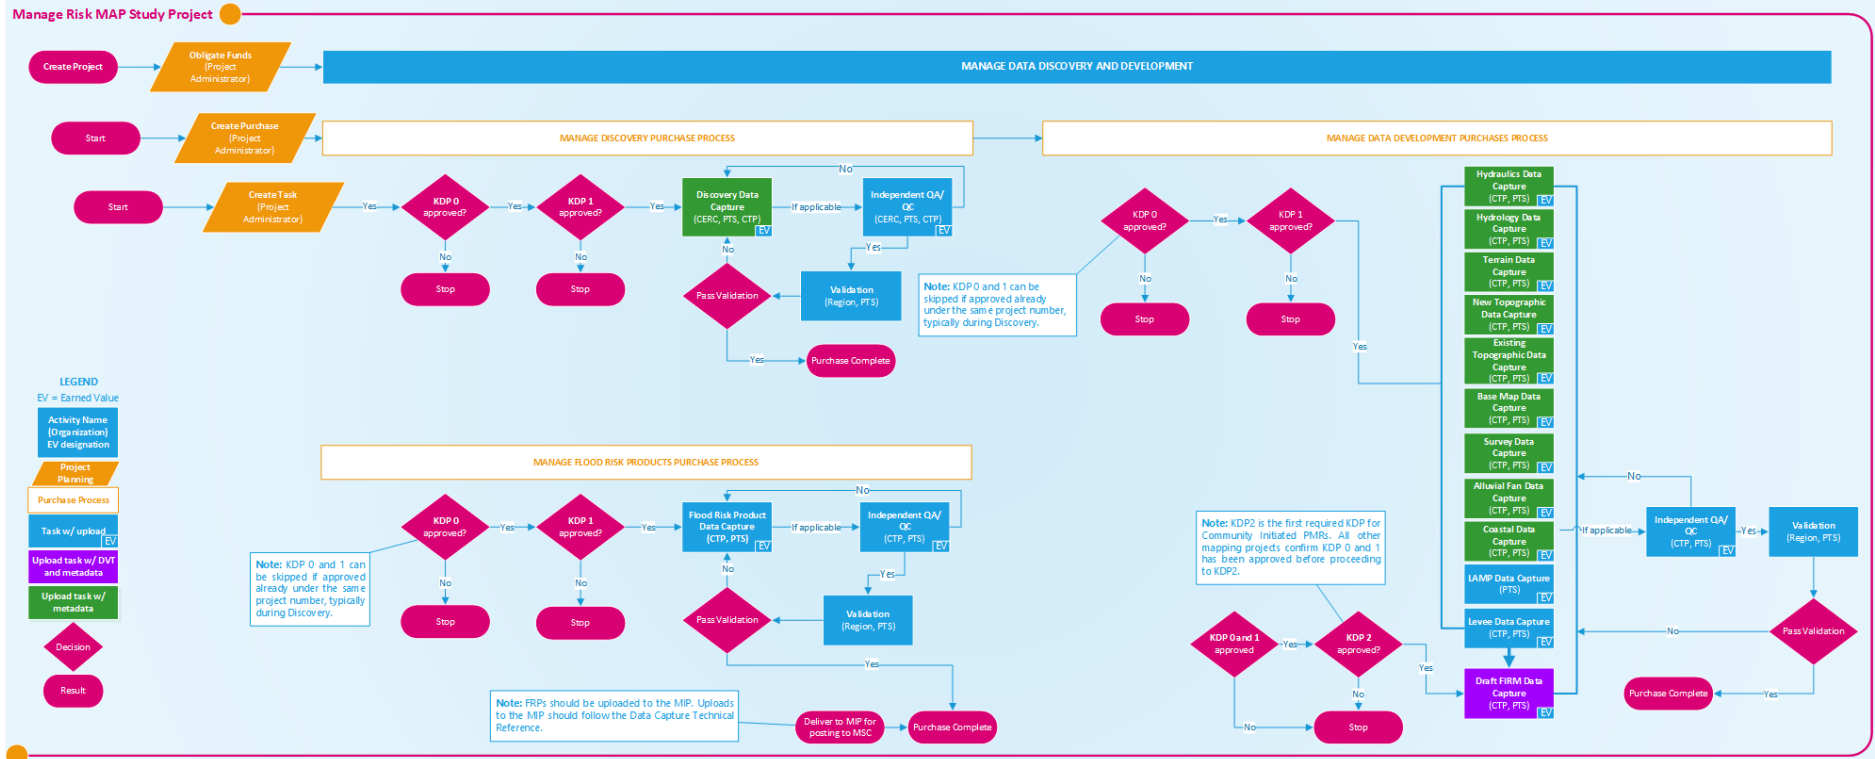 Manage Risk MAP Study Project
Create Project
Obligate Funds
(Project
Administrator)
MANAGE DATA DISCOVERY AND DEVELOPMENT
Start
Create Purchase
(Project
Administrator)
MANAGE DISCOVERY PURCHASE PROCESS
MANAGE DATA DEVELOPMENT PURCHASES PROCESS
Start
Create Task
(Project
Administrator)
Yes
KDP 0
approved?
Yes
KDP 1
approved?
Yes
Discovery Data
Capture
(CERC, PTS, CTP)
EV
If applicable
No
Independent QA/
QC
(CERC, PTS, CTP)
EV
No
Stop
No
Stop
No
Yes
Pass Validation
Validation
(Region, PTS)
Yes
Purchase Complete
Note: KDP 0 and 1 can be
skipped if approved already
under the same project number,
typically during Discovery.
KDP 0
approved?
Yes
KDP 1
approved?
No
Stop
No
Stop
Yes
Hydraulics Data
Capture
(CTP, PTS)
EV
Hydrology Data
Capture
(CTP, PTS)
EV
Terrain Data
Capture
(CTP, PTS)
EV
New Topographic
Data Capture
(CTP, PTS)
EV
Existing
Topographic Data
Capture
(CTP, PTS)
EV
Base Map Data
Capture
(CTP, PTS)
EV
Survey Data
Capture
(CTP, PTS)
EV
Alluvial Fan Data
Capture
(CTP, PTS)
EV
Coastal Data
Capture
(CTP, PTS)
EV
LAMP Data Capture
(PTS)
EV
Levee Data Capture
(CTP, PTS)
EV
Draft FIRM Data
Capture
(CTP, PTS)
EV
If applicable
No
Independent QA/
QC
(CTP, PTS)
EV
Yes
Validation
(Region, PTS)
No
Pass Validation
Yes
Purchase Complete
LEGEND
EV = Earned Value
Activity Name
(Organization)
EV designation
Project
Planning
Purchase Process
Task w/ upload
EV
Upload task w/ DVT
and metadata
Upload task w/
metadata
Decision
Result
MANAGE FLOOD RISK PRODUCTS PURCHASE PROCESS
KDP 0
approved?
Yes
KDP 1
approved?
Yes
Flood Risk Product
Data Capture
(CTP, PTS)
EV
If applicable
No
Independent QA/
QC
(CTP, PTS)
EV
Note: KDP 0 and 1 can
be skipped if approved
already under the same
project number, typically
during Discovery.
No
Stop
No
Stop
No
Yes
Pass Validation
Validation
(Region, PTS)
Yes
Note: FRPs should be uploaded to the MIP. Uploads
to the MIP should follow the Data Capture Technical
Reference.
Deliver to MIP for
posting to MSC
Purchase Complete
Note: KDP2 is the first required KDP for
Community Initiated PMRs. All other
mapping projects confirm KDP 0 and 1
has been approved before proceeding
to KDP2.
KDP 0 and 1
approved
Yes
KDP 2
approved?
Yes
No
No
Stop